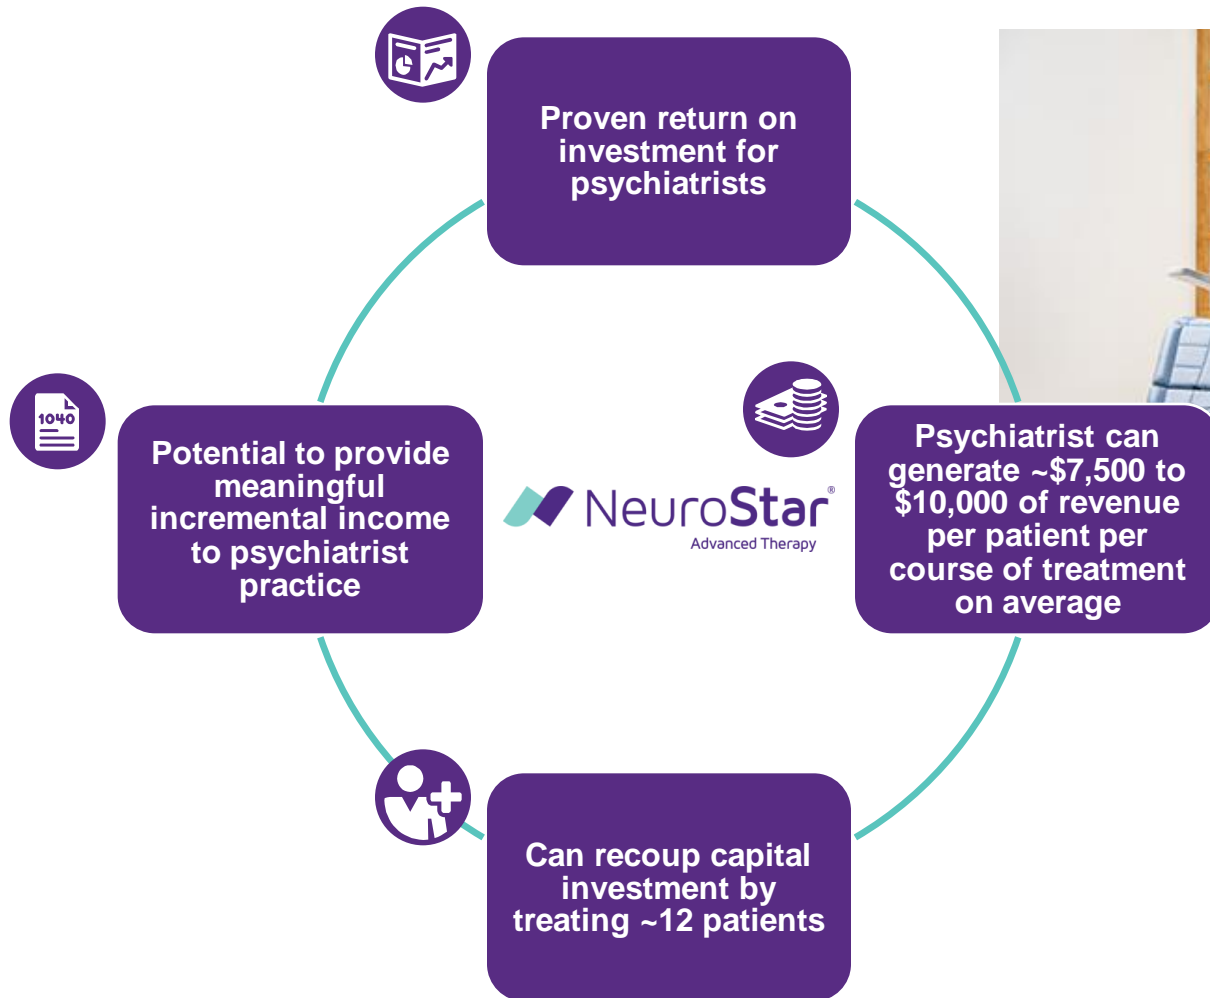 Proven return on
investment for
psychiatrists
1040
Potential to provide
meaningful
incremental income
to psychiatrist
practice
NeuroStar®
Advanced Therapy
Psychiatrist can
generate ~$7,500 to
$10,000 of revenue
per patient per
course of treatment
on average
Can recoup capital
investment by
treating ~12 patients